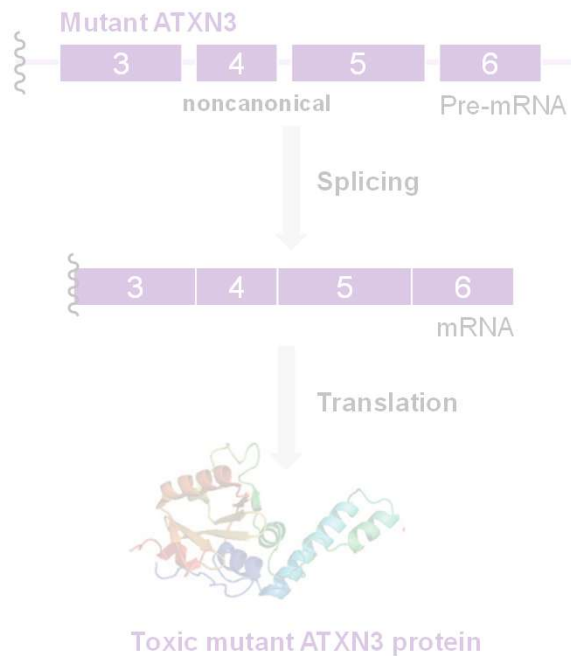 Mutant ATXN3
3 4 5 6
noncanonical
Pre-mRNA
Splicing
3 4 5 6
mRNA
Translation
Toxic mutant ATXN3 protein